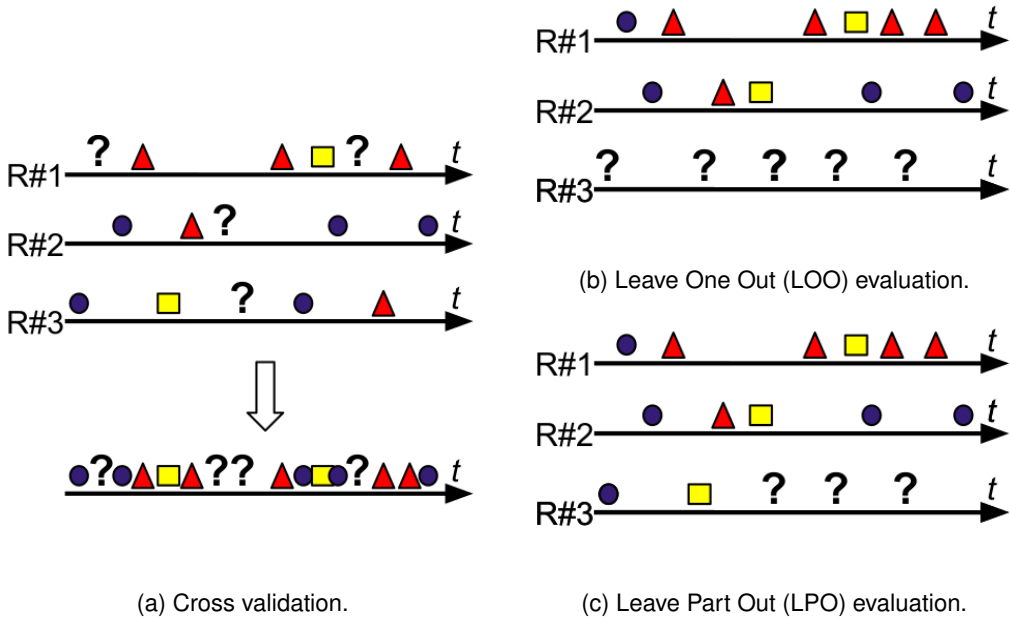 ? ? t
R#1
? t
R#2
? t
R#3
? ? ? ? t
(a) Cross validation.
t
R#1
t
R#2
? ? ? ? ? t
R#3
(b) Leave One Out (LOO) evaluation.
t
R#1
t
R#2
? ? ? t
R#3
(c) Leave Part Out (LPO) evaluation.